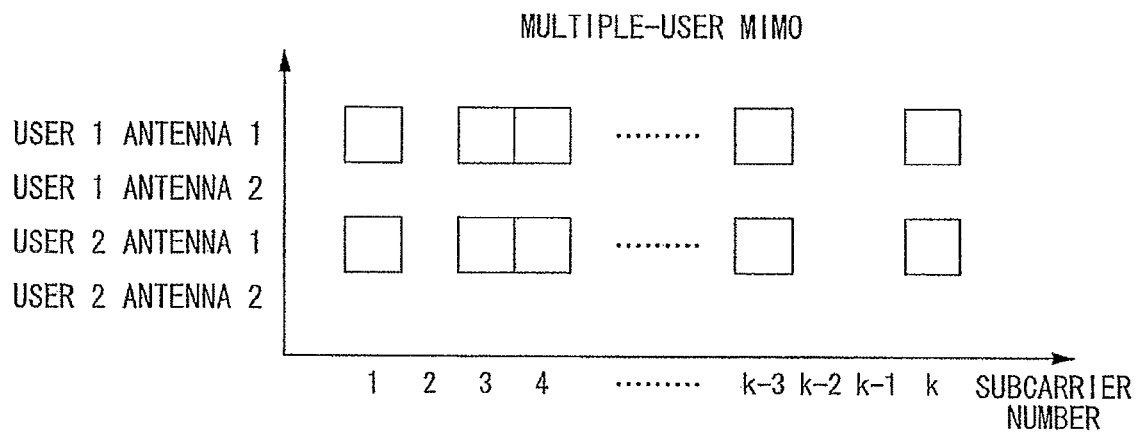 MULTIPLE-USER MIMO
USER 1 ANTENNA 1
USER 1 ANTENNA 2
USER 2 ANTENNA 1
USER 2 ANTENNA 2
1 2 3 4 ········· k-3 k-2 k-1 k
SUBCARRIER
NUMBER